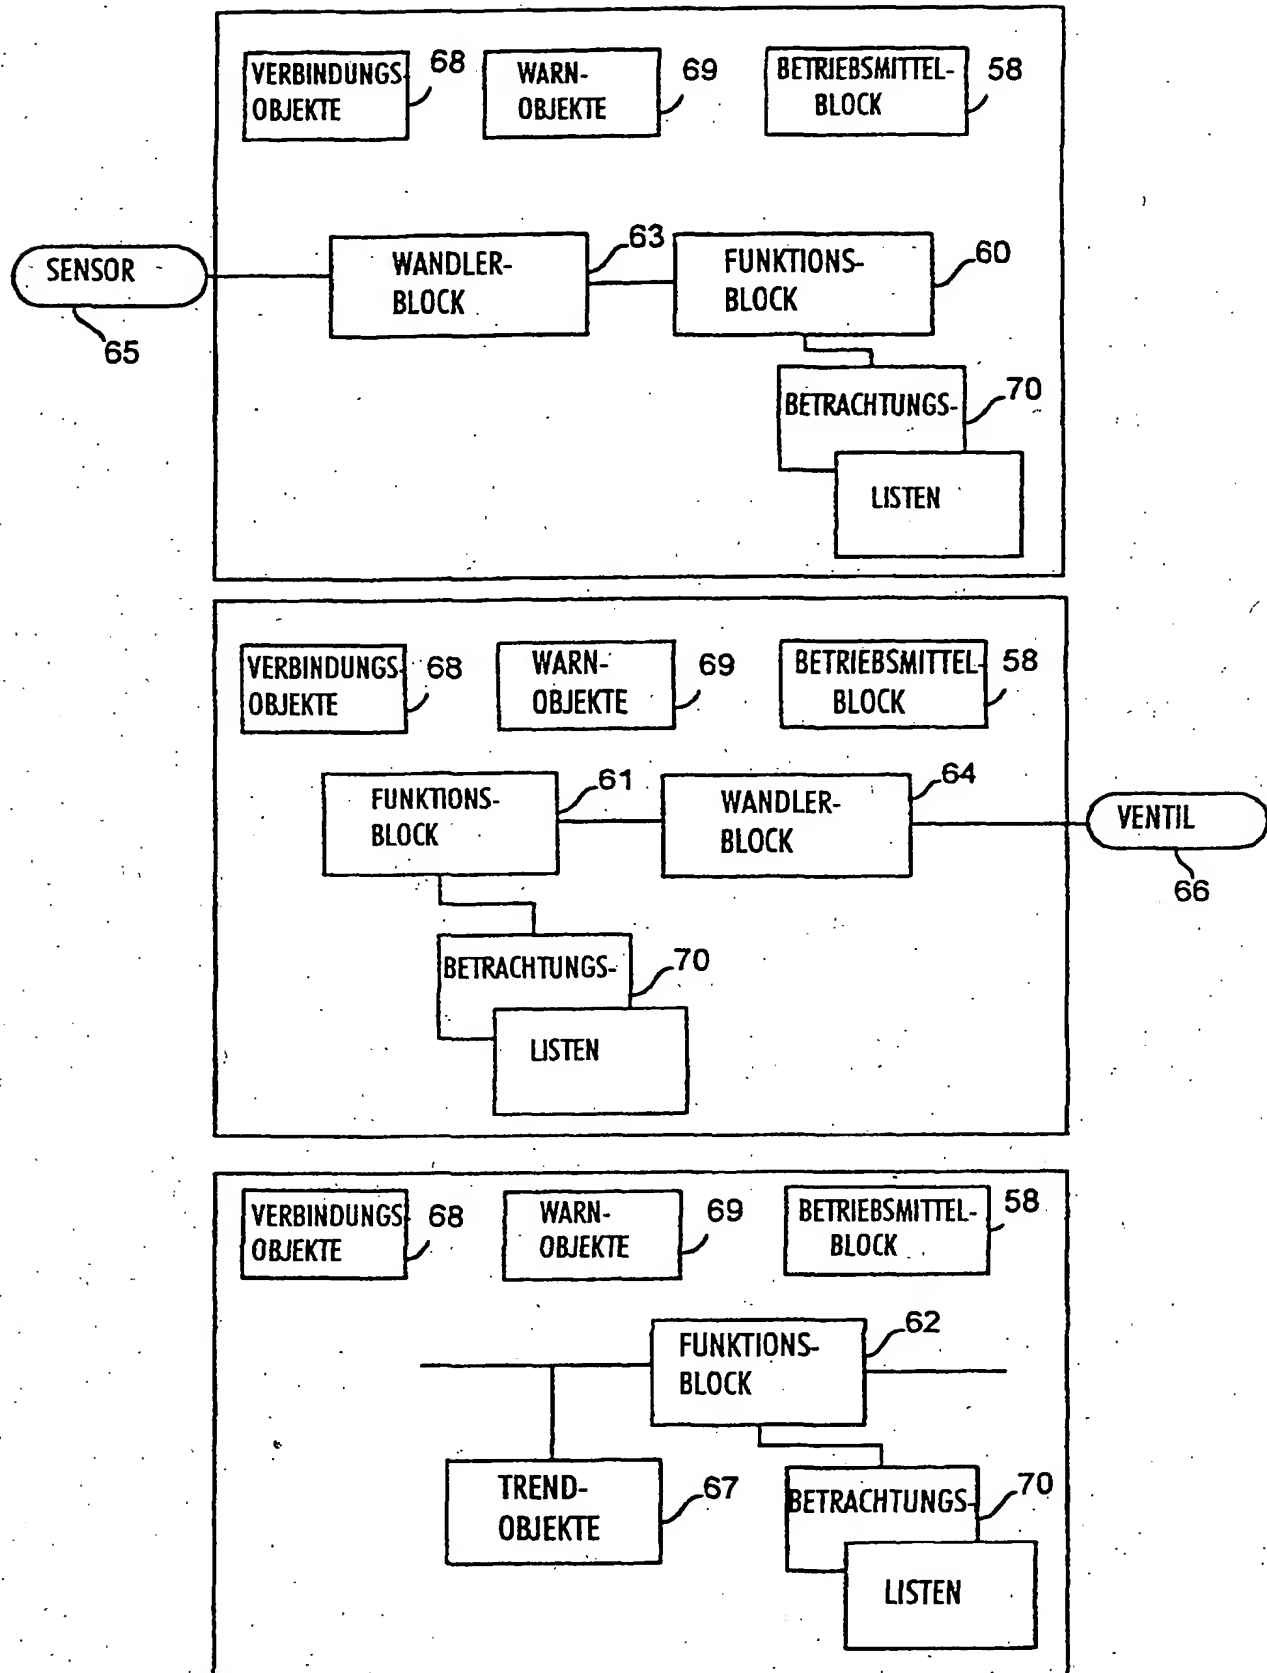 VERBINDUNGS-
OBJEKTE
68
WARN-
OBJEKTE
69
BETRIEBSMITTEL-
BLOCK
58
SENSOR
65
WANDLER-
BLOCK
63
FUNKTIONS-
BLOCK
60
BETRACHTUNGS-
70
LISTEN
VERBINDUNGS-
OBJEKTE
68
WARN-
OBJEKTE
69
BETRIEBSMITTEL-
BLOCK
58
FUNKTIONS-
BLOCK
61
WANDLER-
BLOCK
64
VENTIL
66
BETRACHTUNGS-
70
LISTEN
VERBINDUNGS-
OBJEKTE
68
WARN-
OBJEKTE
69
BETRIEBSMITTEL-
BLOCK
58
FUNKTIONS-
BLOCK
62
TREND-
OBJEKTE
67
BETRACHTUNGS-
70
LISTEN